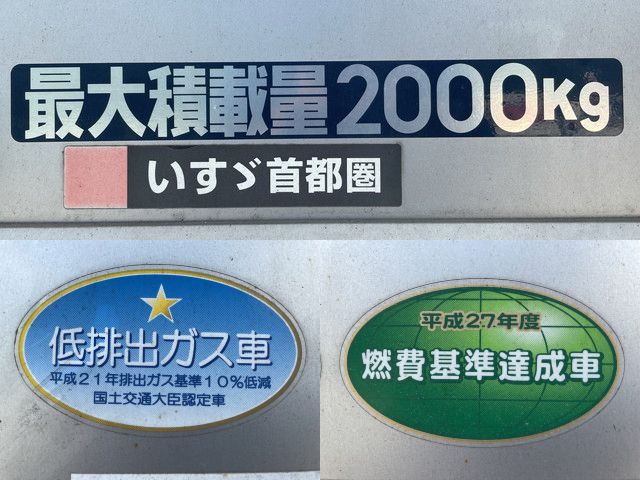 最大積載量2000Kg
いすゞ首都圏
低排出ガス車
平成21年排出ガス基準10%低減
国土交通大臣認定車
平成27年度
燃費基準達成車